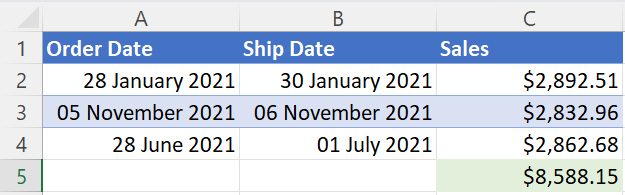 A B C
1 Order Date Ship Date Sales
2 28 January 2021 30 January 2021 $2,892.51
3 05 November 2021 06 November 2021 $2,832.96
4 28 June 2021 01 July 2021 $2,862.68
5 $8,588.15